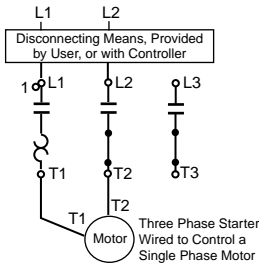 L1 L2
Disconnecting Means, Provided
by User, or with Controller
1 L1 L2 L3
T1 T2 T3
T1 T2
Motor
Three Phase Starter
Wired to Control a
Single Phase Motor